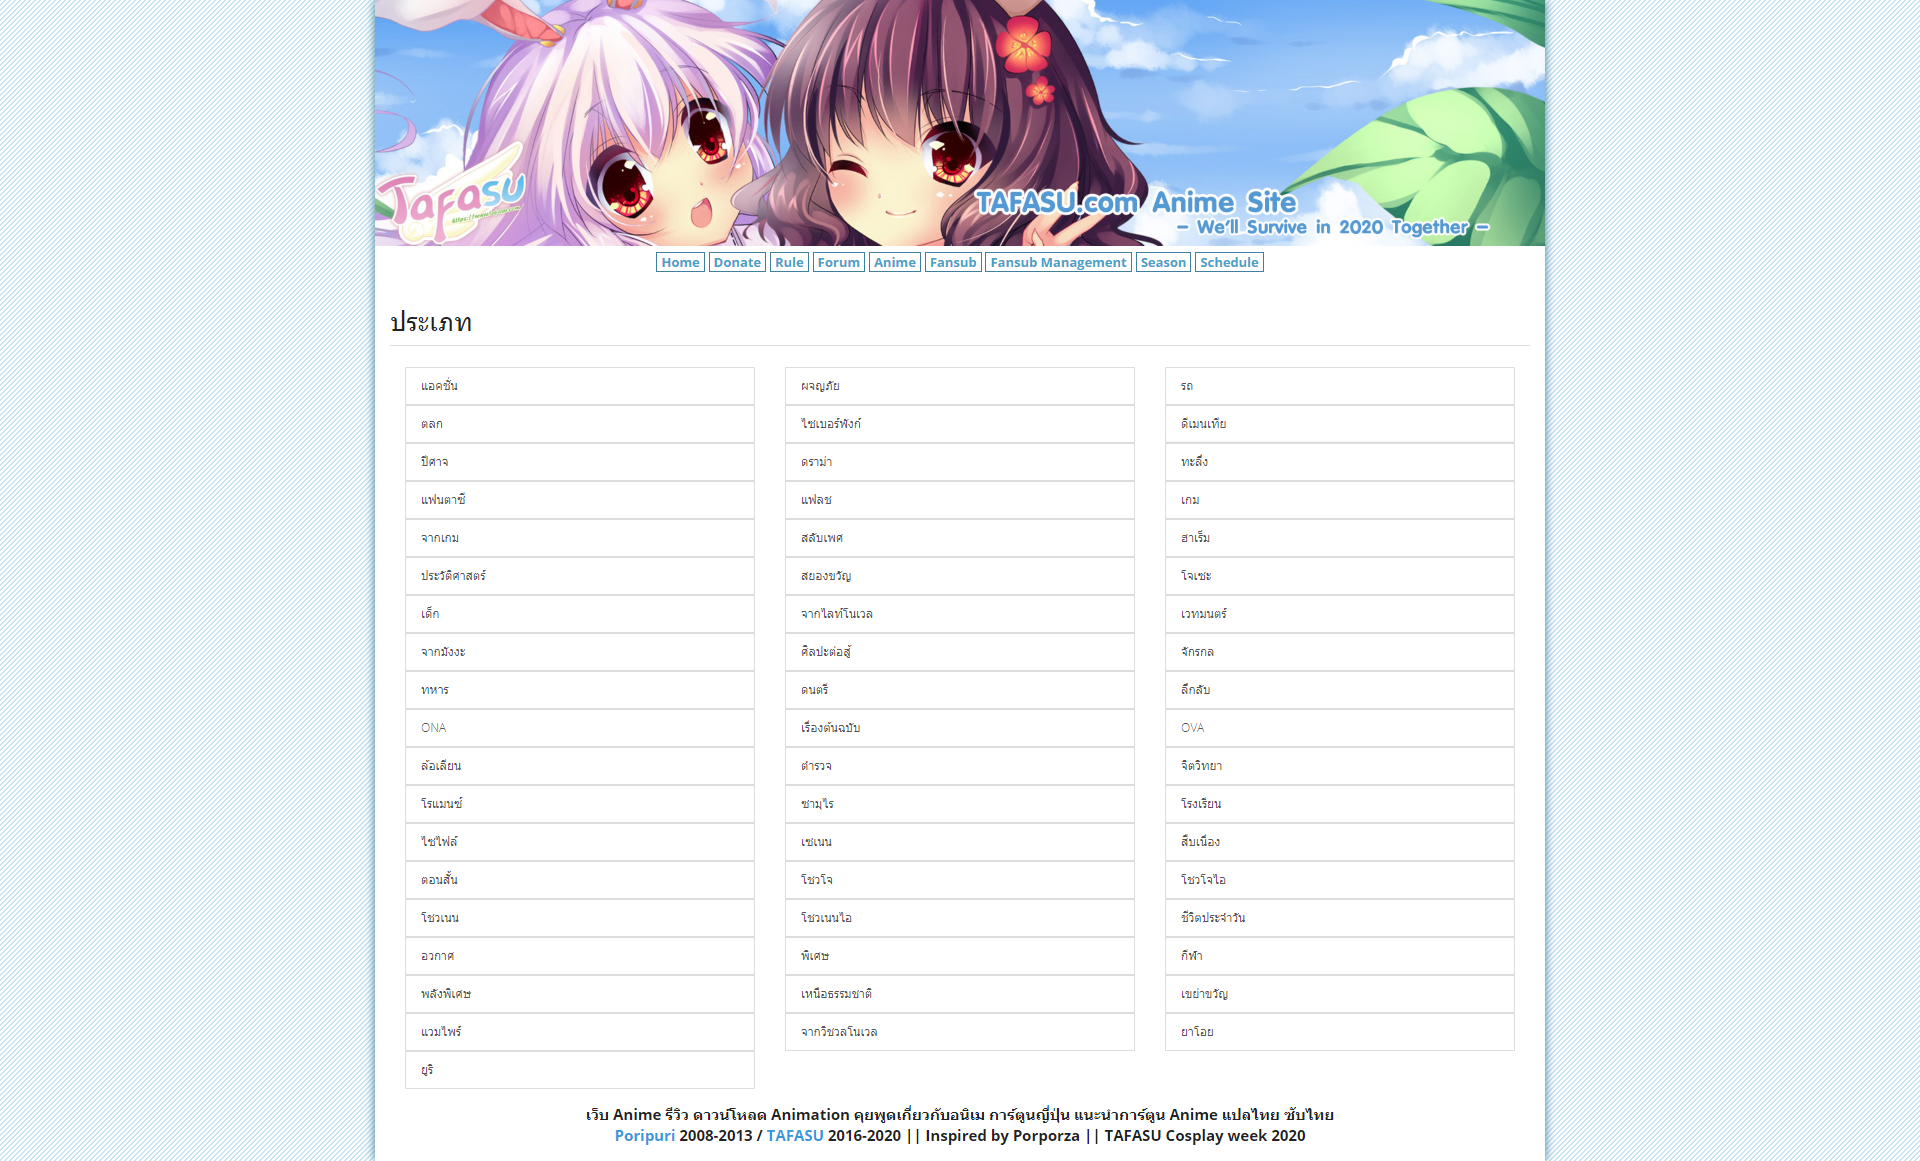 Tafasu
TAFASU.com Anime Site
- We'll Survive in 2020 Together -
Home Donate Rule Forum Anime Fansub Fansub Management Season Schedule
ประเภท
แอคชั่น ผจญภัย รถ
ตลก ไซเบอร์พังก์ ดีเมนเทีย
ปีศาจ ดราม่า ทะลึ่ง
แฟนตาซี แฟลช เกม
จากเกม สลับเพศ ฮาเร็ม
ประวัติศาสตร์ สยองขวัญ โจเซะ
เด็ก จากไลท์โนเวล เวทมนตร์
จากมังงะ ศิลปะต่อสู้ จักรกล
ทหาร ดนตรี ลึกลับ
ONA เรื่องต้นฉบับ OVA
ล้อเลียน ตำรวจ จิตวิทยา
โรแมนซ์ ซามุไร โรงเรียน
ไซไฟล์ เซเนน สืบเนื่อง
ตอนสั้น โชวโจ โชวโจไอ
โชวเนน โชวเนนไอ ชีวิตประจำวัน
อวกาศ พิเศษ กีฬา
พลังพิเศษ เหนือธรรมชาติ เขย่าขวัญ
แวมไพร์ จากวิชวลโนเวล ยาโอย
ยูริ
เว็บ Anime รีวิว ดาวน์โหลด Animation คุยพูดเกี่ยวกับอนิเม การ์ตูนญี่ปุ่น แนะนำการ์ตูน Anime แปลไทย ซับไทย
Poripuri 2008-2013 / TAFASU 2016-2020 || Inspired by Porporza || TAFASU Cosplay week 2020